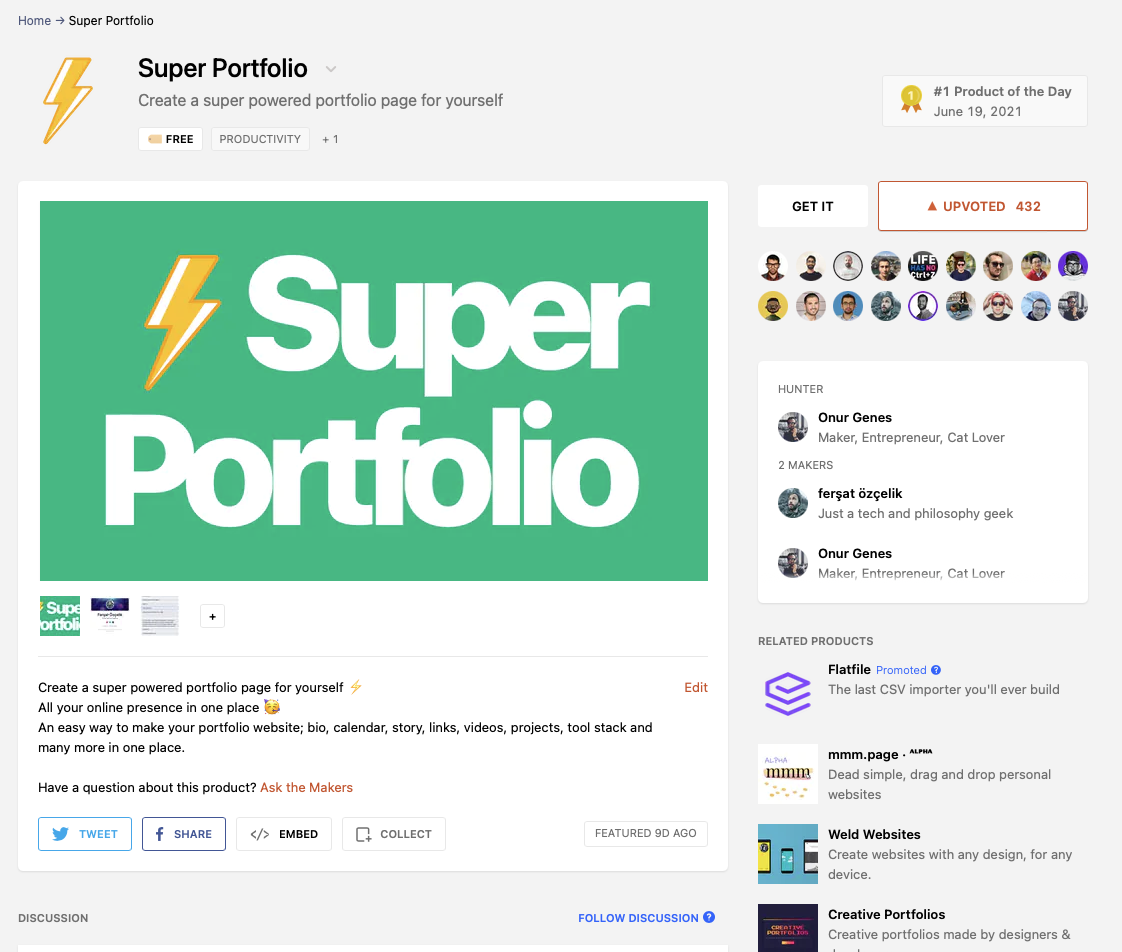 Home → Super Portfolio
Super Portfolio
Create a super powered portfolio page for yourself
FREE
PRODUCTIVITY
+ 1
1
#1 Product of the Day
June 19, 2021
Super
Portfolio
+
Create a super powered portfolio page for yourself ⚡
All your online presence in one place 🥳
An easy way to make your portfolio website; bio, calendar, story, links, videos, projects, tool stack and
many more in one place.
Edit
Have a question about this product? Ask the Makers
TWEET
SHARE
EMBED
COLLECT
FEATURED 9D AGO
DISCUSSION
FOLLOW DISCUSSION ?
GET IT
▲ UPVOTED 432
LIFE
HAS NO
Ctrl+Z
HUNTER
Onur Genes
Maker, Entrepreneur, Cat Lover
2 MAKERS
ferşat özçelik
Just a tech and philosophy geek
Onur Genes
Maker, Entrepreneur, Cat Lover
RELATED PRODUCTS
Flatfile Promoted ?
The last CSV importer you'll ever build
ALPHA
mmm
mmm.page · ALPHA
Dead simple, drag and drop personal
websites
Weld Websites
Create websites with any design, for any
device.
CREATIVE
PORTFOLIOS
Creative Portfolios
Creative portfolios made by designers &